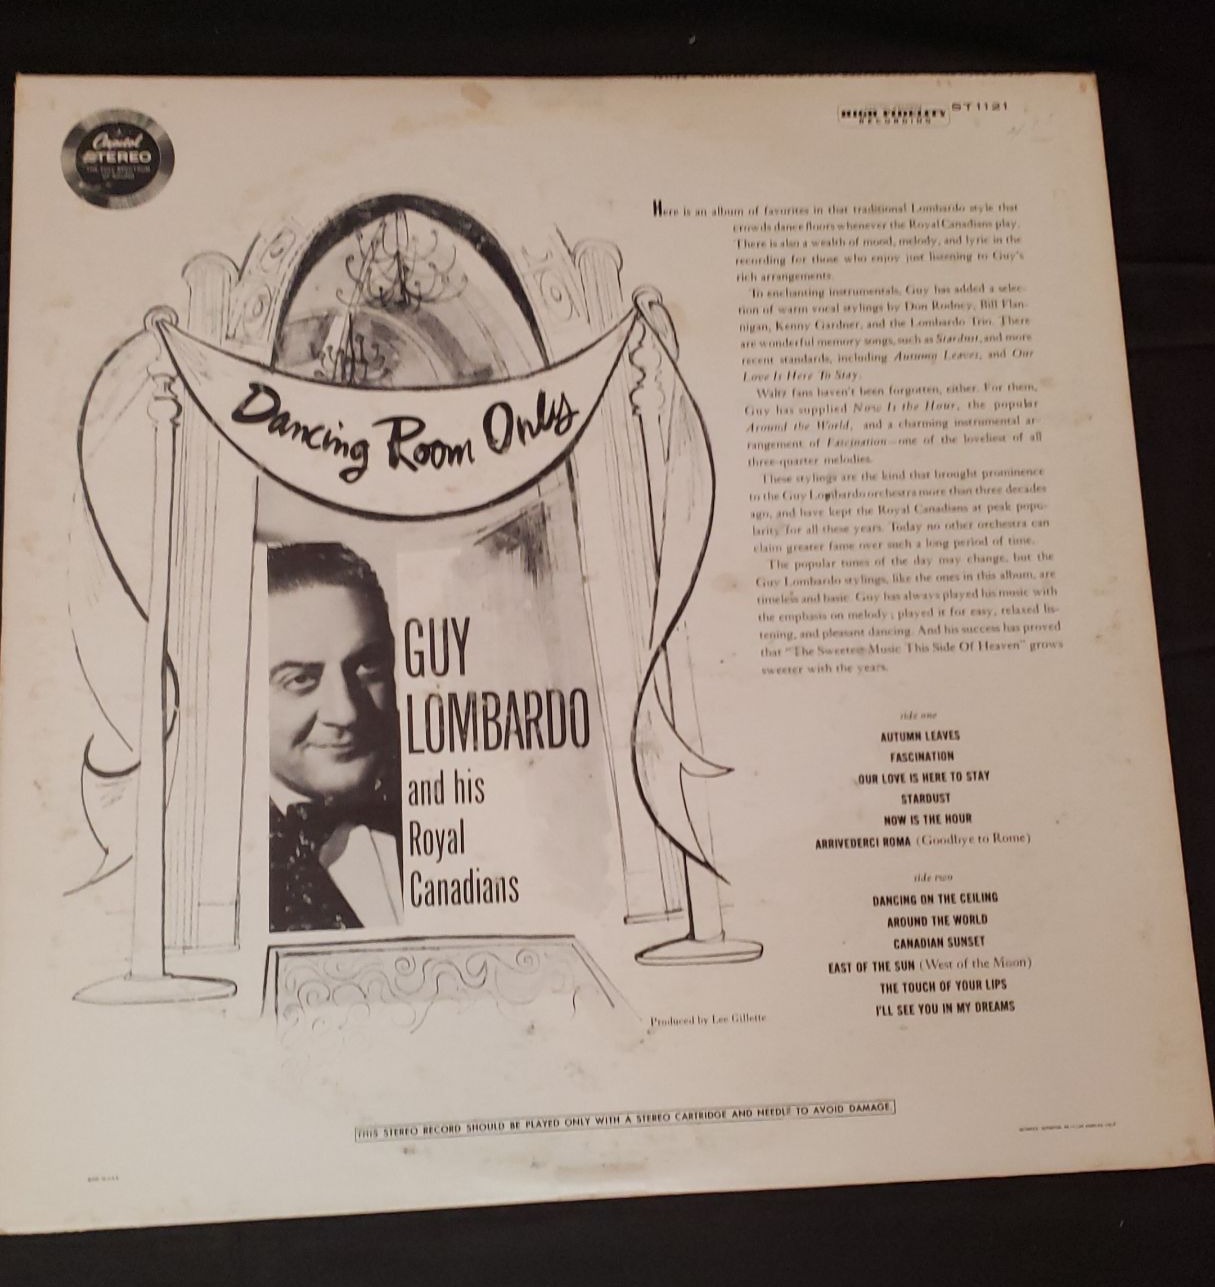 Capitol
STEREO
THE FULL SPECTRUM
OF SOUND
HIGH FIDELITY
RECORDING
ST1121
Here is an album of favorites in that traditional Lombardo style that
crowds dance floors whenever the Royal Canadians play.
There is also a wealth of mood, melody, and lyric in the
recording for those who enjoy just listening to Guy's
rich arrangements.
To enchanting instrumentals, Guy has added a selec-
tion of warm vocal stylings by Don Rodney, Bill Flan-
nigan, Kenny Gardner, and the Lombardo Trio. There
are wonderful memory songs, such as Stardust, and more
recent standards, including Autumn Leaves, and Our
Love Is Here To Stay.
Waltz fans haven't been forgotten, either. For them,
Guy has supplied Now Is the Hour, the popular
Around the World, and a charming instrumental ar-
rangement of Fascination—one of the loveliest of all
three-quarter melodies.
These stylings are the kind that brought prominence
to the Guy Lombardo orchestra more than three decades
ago, and have kept the Royal Canadians at peak popu-
larity for all these years. Today no other orchestra can
claim greater fame over such a long period of time.
The popular tunes of the day may change, but the
Guy Lombardo stylings, like the ones in this album, are
timeless and basic. Guy has always played his music with
the emphasis on melody; played it for easy, relaxed lis-
tening, and pleasant dancing. And his success has proved
that "The Sweetest Music This Side Of Heaven" grows
sweeter with the years.
Dancing Room Only
GUY
LOMBARDO
and his
Royal
Canadians
side one
AUTUMN LEAVES
FASCINATION
OUR LOVE IS HERE TO STAY
STARDUST
NOW IS THE HOUR
ARRIVEDERCI ROMA (Goodbye to Rome)
side two
DANCING ON THE CEILING
AROUND THE WORLD
CANADIAN SUNSET
EAST OF THE SUN (West of the Moon)
THE TOUCH OF YOUR LIPS
I'LL SEE YOU IN MY DREAMS
Produced by Lee Gillette
THIS STEREO RECORD SHOULD BE PLAYED ONLY WITH A STEREO CARTRIDGE AND NEEDLE TO AVOID DAMAGE.